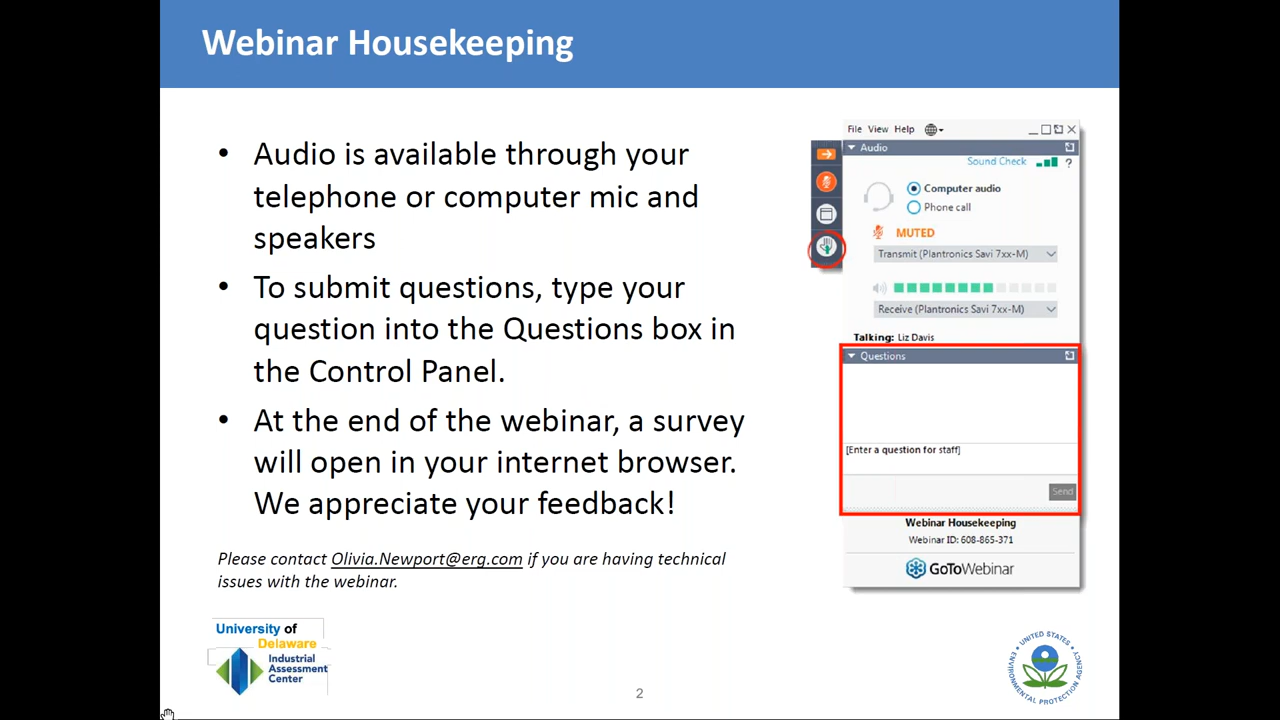 Webinar Housekeeping
• Audio is available through your
telephone or computer mic and
speakers
• To submit questions, type your
question into the Questions box in
the Control Panel.
• At the end of the webinar, a survey
will open in your internet browser.
We appreciate your feedback!
Please contact Olivia.Newport@erg.com if you are having technical
issues with the webinar.
File View Help
Audio
Sound Check ?
Computer audio
Phone call
MUTED
Transmit (Plantronics Savi 7xx-M)
Receive (Plantronics Savi 7xx-M)
Talking: Liz Davis
Questions
[Enter a question for staff]
Send
Webinar Housekeeping
Webinar ID: 608-865-371
GoToWebinar
University of
Delaware
Industrial
Assessment
Center
2
UNITED STATES
ENVIRONMENTAL PROTECTION AGENCY